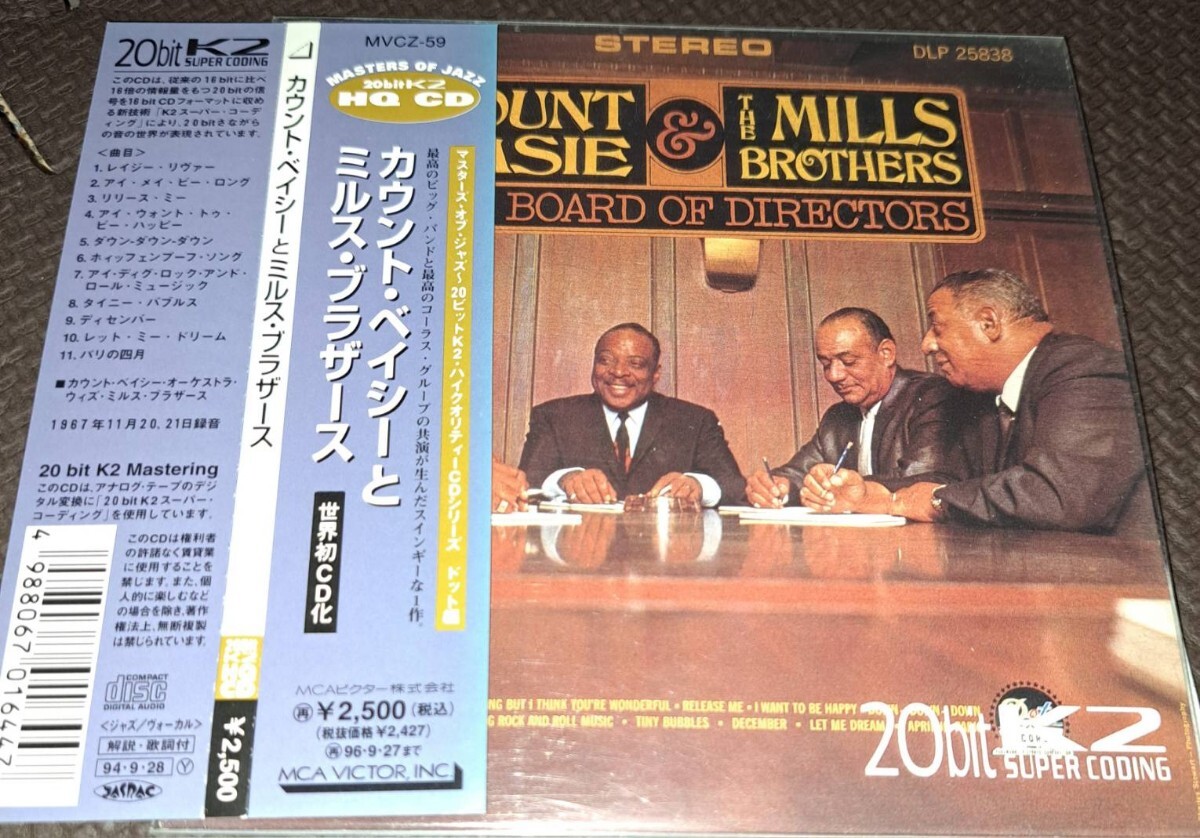 20bit K2
SUPER CODING
このCDは、従来の16bitに比べ
16倍の情報量をもつ20bitの信
号を16bit CDフォーマットに収め
る新技術「K2スーパー・コーデ
ィング」により、20bitさながら
の音の世界が表現されています。
<曲目>
1. レイジー・リヴァー
2. アイ・メイ・ビー・ロング
3. リリース・ミー
4. アイ・ウォント・トゥ・
ビー・ハッピー
5. ダウン-ダウン-ダウン
6. ホィッフェンプーフ・ソング
7. アイ・ディグ・ロック・アンド・
ロール・ミュージック
8. タイニー・バブルス
9. ディセンバー
10. レット・ミー・ドリーム
11. パリの四月
■カウント・ベイシー・オーケストラ・
ウィズ・ミルス・ブラザース
1967年11月20, 21日録音
20 bit K2 Mastering
このCDは、アナログ・テープのデジ
タル変換に「20bit K2スーパー・
コーディング」を使用しています。
このCDは権利者
の許諾なく賃貸業
に使用することを
禁じます。また、個
人的に楽しむなど
の場合を除き、著作
権法上、無断複製
は禁じられています。
4 988067 016447
COMPACT
disc
DIGITAL AUDIO
<ジャズ/ヴォーカル>
解説・歌詞付
94・9・28 Y
JASRAC
カウント・ベイシーとミルス・ブラザース
¥2,500
MVCZ-59
MASTERS OF JAZZ
20bit K2
HQ CD
マスターズ・オブ・ジャズ〜20ビットK2・ハイクオリティーCDシリーズ ドット編
最高のビッグ・バンドと最高のコーラス・グループの共演が生んだスインギーな1作。
カウント・ベイシーと
ミルス・ブラザース
世界初CD化
MCAビクター株式会社
再 ¥2,500(税込)
(税抜価格¥2,427)
再96・9・27まで
MCA VICTOR, INC
STEREO
DLP 25838
OUNT
ASIE
&
THE MILLS
BROTHERS
BOARD OF DIRECTORS
NG BUT I THINK YOU'RE WONDERFUL • RELEASE ME • I WANT TO BE HAPPY • DOWN - DOWN - DOWN
G ROCK AND ROLL MUSIC • TINY BUBBLES • DECEMBER • LET ME DREAM
20bit K2
SUPER CODING